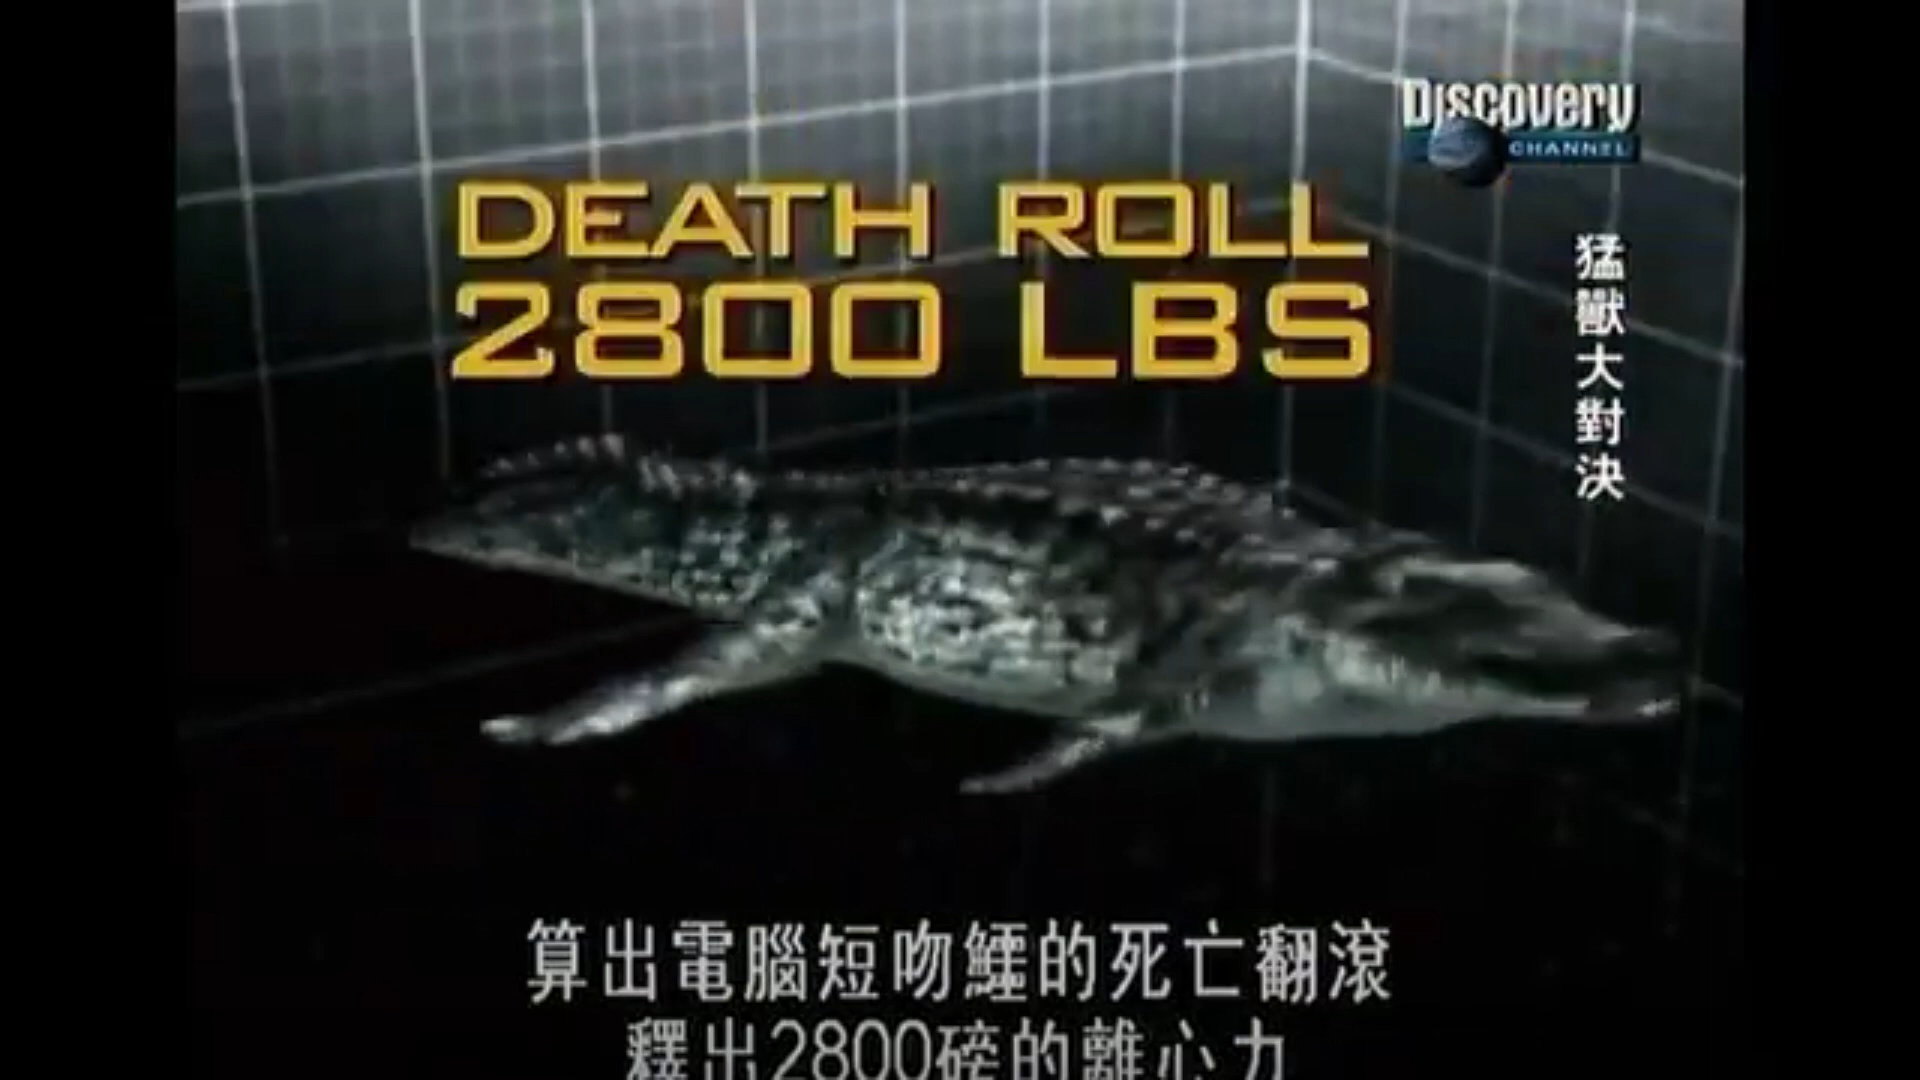 Discovery
CHANNEL
DEATH ROLL
2800 LBS
猛獸大對決
算出電腦短吻鱷的死亡翻滾
釋出2800磅的離心力